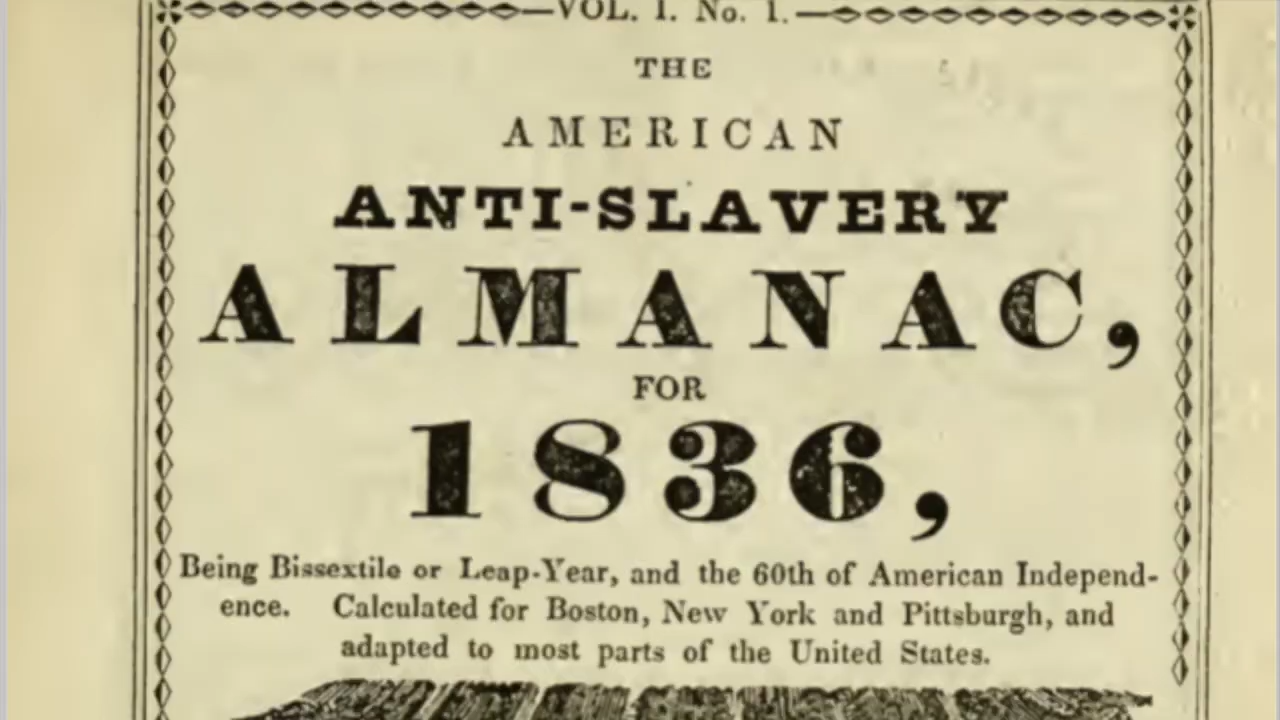 VOL. I. No. 1.
THE
AMERICAN
ANTI-SLAVERY
ALMANAC,
FOR
1836,
Being Bissextile or Leap-Year, and the 60th of American Independ-
ence. Calculated for Boston, New York and Pittsburgh, and
adapted to most parts of the United States.